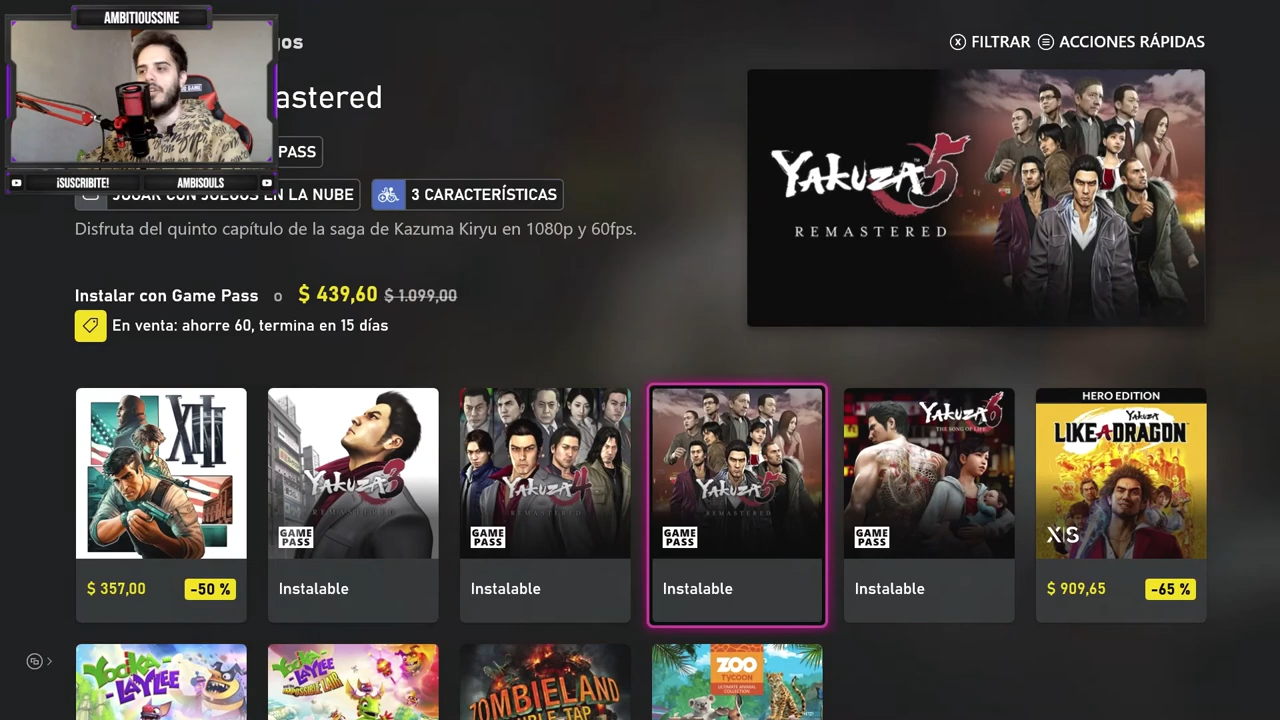 AMBITIOUSSINE
¡SUSCRIBITE!
AMBISOULS
gos
FILTRAR
ACCIONES RÁPIDAS
astered
PASS
JUGAR CON JUEGOS EN LA NUBE
3 CARACTERÍSTICAS
Disfruta del quinto capítulo de la saga de Kazuma Kiryu en 1080p y 60fps.
Instalar con Game Pass o $ 439,60 $ 1.099,00
En venta: ahorre 60, termina en 15 días
YAKUZA 5
REMASTERED
XIII
$ 357,00
-50 %
YAKUZA 3
REMASTERED
GAME
PASS
Instalable
YAKUZA 4
REMASTERED
GAME
PASS
Instalable
YAKUZA 5
REMASTERED
GAME
PASS
Instalable
YAKUZA 6
THE SONG OF LIFE
GAME
PASS
Instalable
HERO EDITION
YAKUZA
LIKE A DRAGON
X|S
$ 909,65
-65 %
YOOKA-
LAYLEE
YOOKA-
LAYLEE
IMPOSSIBLE LAIR
ZOMBIELAND
DOUBLE TAP
ZOO
TYCOON
ULTIMATE ANIMAL
COLLECTION